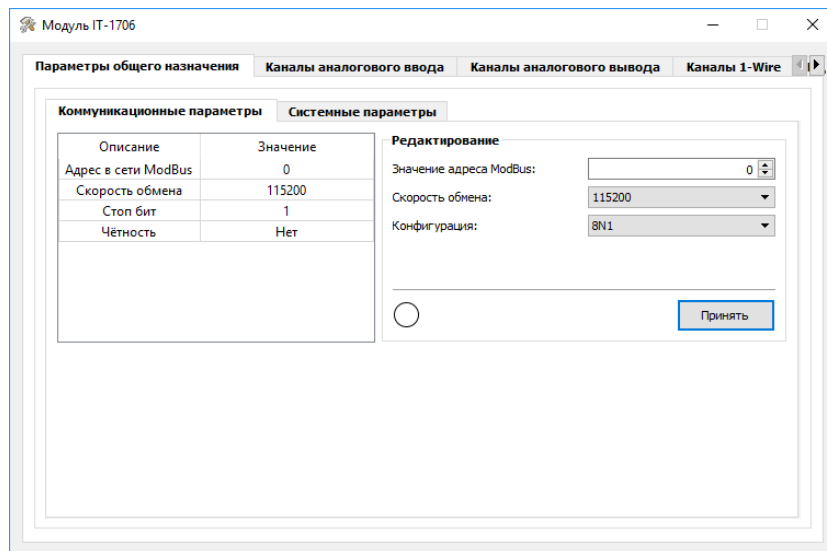 Модуль IT-1706
Параметры общего назначения Каналы аналогового ввода Каналы аналогового вывода Каналы 1-Wire
Коммуникационные параметры Системные параметры
Описание Значение
Адрес в сети ModBus 0
Скорость обмена 115200
Стоп бит 1
Чётность Нет
Редактирование
Значение адреса ModBus: 0
Скорость обмена: 115200
Конфигурация: 8N1
Принять